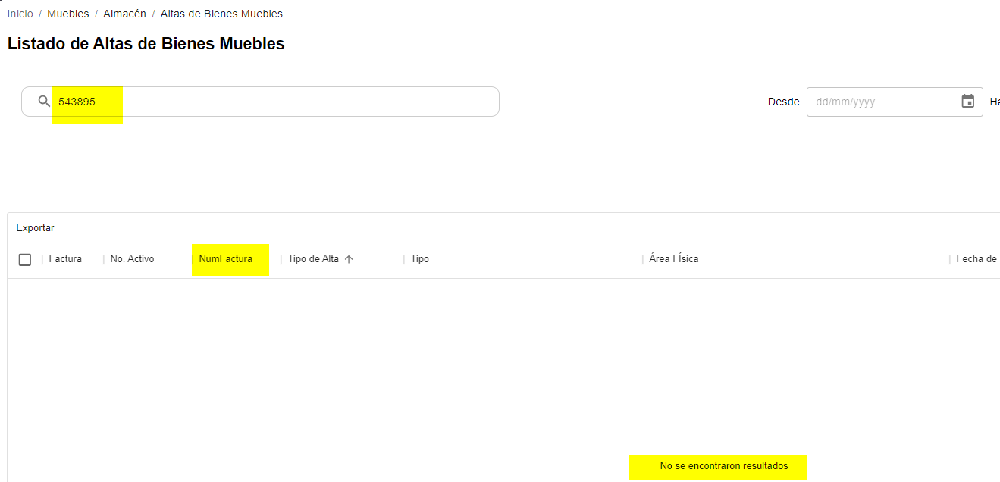 Inicio / Muebles / Almacén / Altas de Bienes Muebles
Listado de Altas de Bienes Muebles
543895
Desde dd/mm/yyyy Ha
Exportar
Factura No. Activo NumFactura Tipo de Alta Tipo Área Física Fecha de
No se encontraron resultados